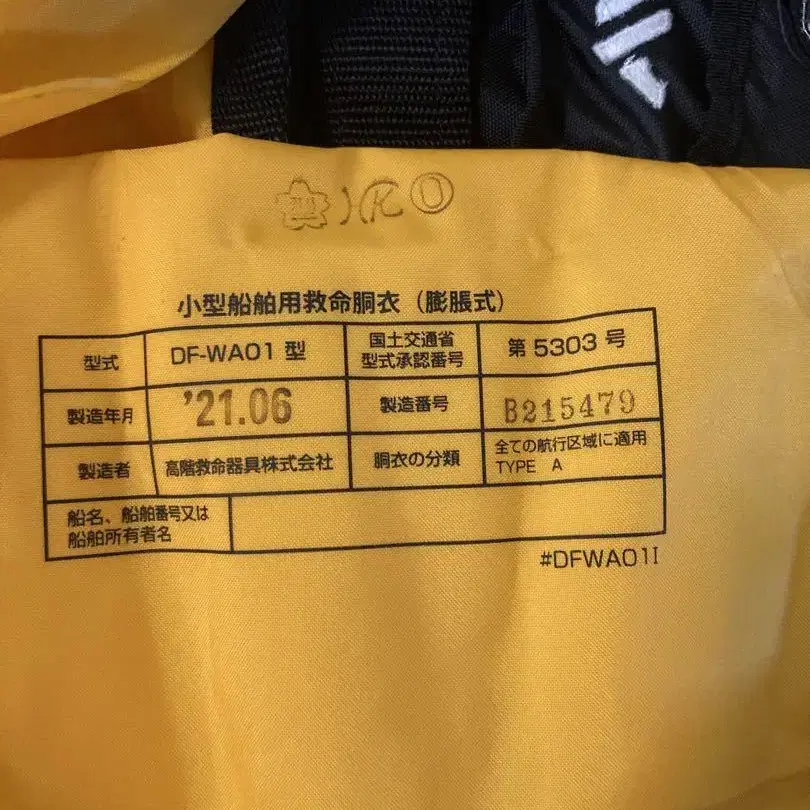 小型船舶用救命胴衣（膨脹式）
型式 DF-WA01 型 国土交通省 型式承認番号 第 5303 号
製造年月 '21.06 製造番号 B215479
製造者 高階救命器具株式会社 胴衣の分類 全ての航行区域に適用 TYPE A
船名、船舶番号又は
船舶所有者名
#DFWA01I